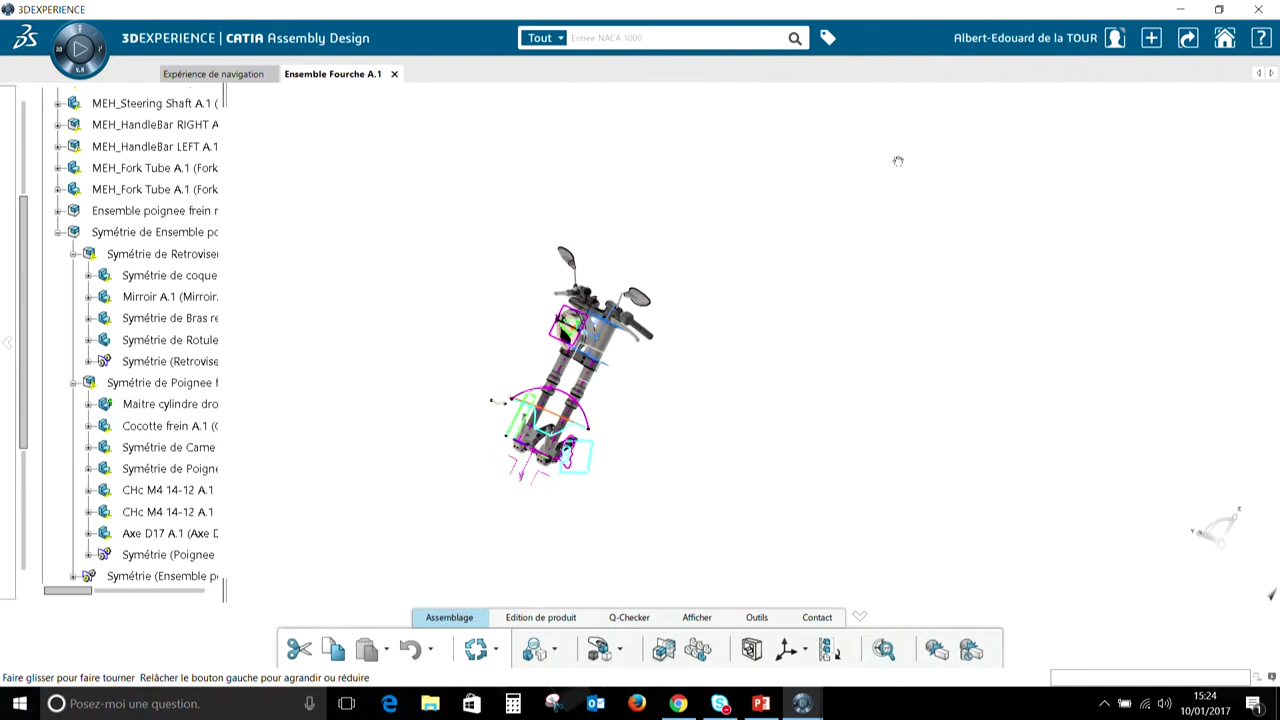 3DEXPERIENCE
3DEXPERIENCE | CATIA Assembly Design
Tout
Entrée NACA 1000
Albert-Edouard de la TOUR
3D
V.R
Expérience de navigation
Ensemble Fourche A.1
MEH_Steering Shaft A.1 (
MEH_HandleBar RIGHT A
MEH_HandleBar LEFT A.1
MEH_Fork Tube A.1 (Fork
MEH_Fork Tube A.1 (Fork
Ensemble poignee frein r
Symétrie de Ensemble po
Symétrie de Retroviseu
Symétrie de coque
Mirroir A.1 (Mirroir.
Symétrie de Bras re
Symétrie de Rotule
Symétrie (Retrovise
Symétrie de Poignee f
Maitre cylindre dro
Cocotte frein A.1 (C
Symétrie de Came
Symétrie de Poigne
CHc M4 14-12 A.1
CHc M4 14-12 A.1
Axe D17 A.1 (Axe D
Symétrie (Poignee
Symétrie (Ensemble po
Assemblage
Edition de produit
Q-Checker
Afficher
Outils
Contact
Faire glisser pour faire tourner Relâcher le bouton gauche pour agrandir ou réduire
Posez-moi une question.
15:24
10/01/2017